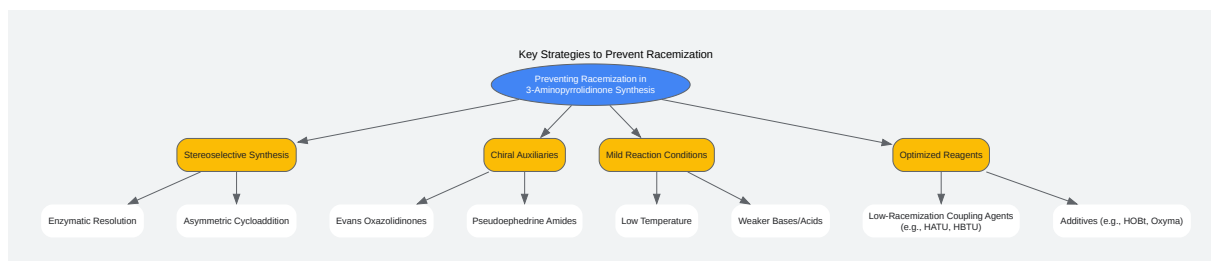 Key Strategies to Prevent Racemization
Preventing Racemization in
3-Aminopyrrolidinone Synthesis
Stereoselective Synthesis
Chiral Auxiliaries
Mild Reaction Conditions
Optimized Reagents
Enzymatic Resolution
Asymmetric Cycloaddition
Evans Oxazolidinones
Pseudoephedrine Amides
Low Temperature
Weaker Bases/Acids
Low-Racemization Coupling Agents
(e.g., HATU, HBTU)
Additives (e.g., HOBt, Oxyma)